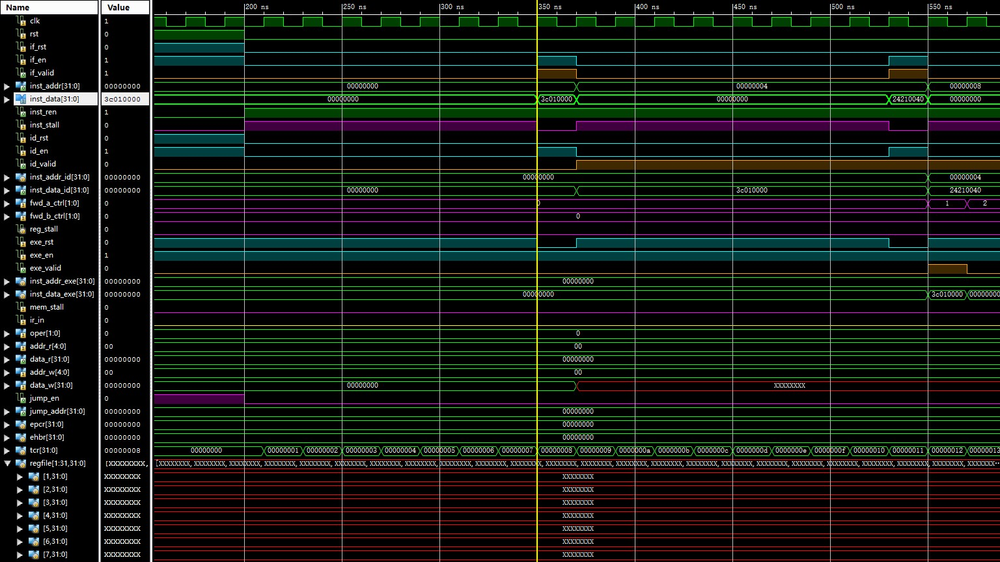 Name Value 200 ns 250 ns 300 ns 350 ns 400 ns 450 ns 500 ns 550 ns
clk 1
rst 0
if_rst 0
if_en 1
if_valid 1
inst_addr[31:0] 00000000 00000000 00000004 00000008
inst_data[31:0] 3c010000 00000000 3c010000 00000000 24210040 00000000
inst_ren 1
inst_stall 0
id_rst 0
id_en 1
id_valid 0
inst_addr_id[31:0] 00000000 00000000 00000004
inst_data_id[31:0] 00000000 00000000 3c010000 24210040
fwd_a_ctrl[1:0] 0 0 1 2
fwd_b_ctrl[1:0] 0 0
reg_stall 0
exe_rst 0
exe_en 1
exe_valid 0
inst_addr_exe[31:0] 00000000 00000000
inst_data_exe[31:0] 00000000 00000000 3c010000 00000000
mem_stall 0
ir_in 0
oper[1:0] 0 0
addr_r[4:0] 00 00
data_r[31:0] 00000000 00000000
addr_w[4:0] 00 00
data_w[31:0] 00000000 00000000 XXXXXXXX
jump_en 0
jump_addr[31:0] 00000000 00000000
epcr[31:0] 00000000 00000000
ehbr[31:0] 00000000 00000000
tcr[31:0] 00000008 00000000 00000001 00000002 00000003 00000004 00000005 00000006 00000007 00000008 00000009 0000000a 0000000b 0000000c 0000000d 0000000e 0000000f 00000010 00000011 00000012 00000013
regfile[1:31,31:0] [XXXXXXXX, [XXXXXXXX, XXXXXXXX, XXXXXXXX, XXXXXXXX, XXXXXXXX, XXXXXXXX, XXXXXXXX, XXXXXXXX, XXXXXXXX, XXXXXXXX, XXXXXXXX, XXXXXXXX, XXXXXXXX, XXXXXXXX, XXXXXXXX, XXXXXXXX, XXXXXXXX, XXXXXXXX, XXXXXXXX, XXXXXXXX, XXXXXXXX, XXXXXXXX, XXXXXXXX, XXXXXXX...
[1,31:0] XXXXXXXX XXXXXXXX
[2,31:0] XXXXXXXX XXXXXXXX
[3,31:0] XXXXXXXX XXXXXXXX
[4,31:0] XXXXXXXX XXXXXXXX
[5,31:0] XXXXXXXX XXXXXXXX
[6,31:0] XXXXXXXX XXXXXXXX
[7,31:0] XXXXXXXX XXXXXXXX